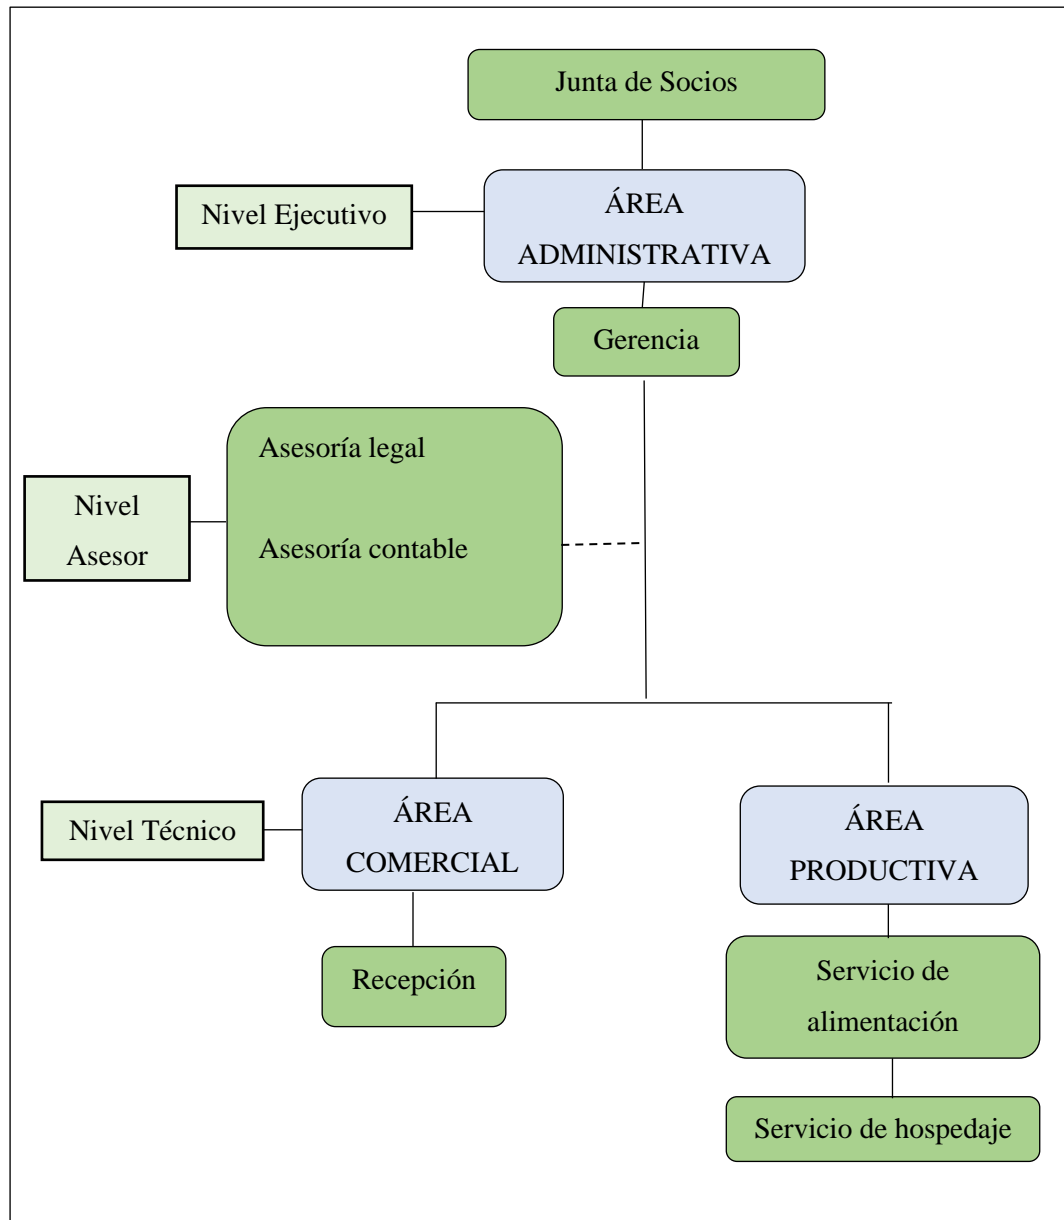 Junta de Socios
Nivel Ejecutivo
ÁREA
ADMINISTRATIVA
Gerencia
Asesoría legal
Nivel
Asesor
Asesoría contable
Nivel Técnico
ÁREA
COMERCIAL
ÁREA
PRODUCTIVA
Recepción
Servicio de
alimentación
Servicio de hospedaje